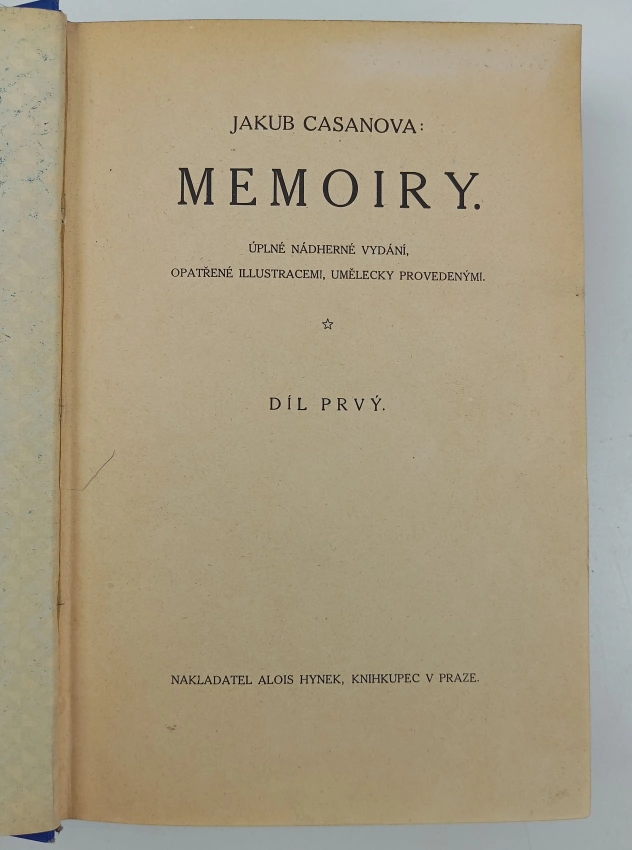 JAKUB CASANOVA:
MEMOIRY.
ÚPLNÉ NÁDHERNÉ VYDÁNÍ,
OPATŘENÉ ILLUSTRACEMI, UMĚLECKY PROVEDENÝMI.
☆
DÍL PRVÝ.
NAKLADATEL ALOIS HYNEK, KNIHKUPEC V PRAZE.